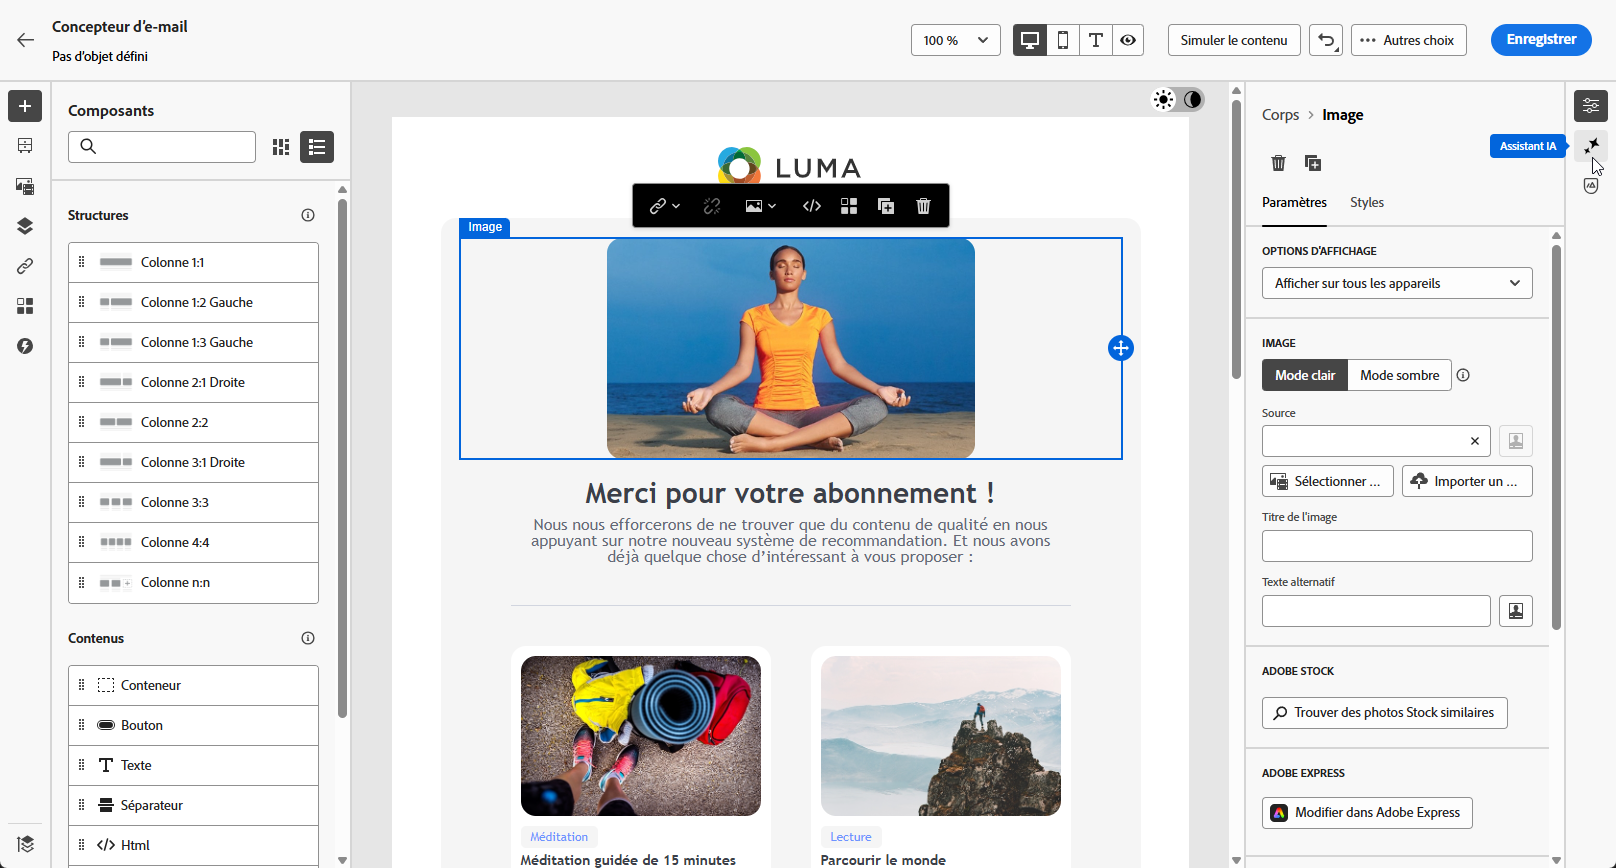 Concepteur d'e-mail
Pas d'objet défini
100 %
Simuler le contenu
Autres choix
Enregistrer
Composants
Structures
Colonne 1:1
Colonne 1:2 Gauche
Colonne 1:3 Gauche
Colonne 2:1 Droite
Colonne 2:2
Colonne 3:1 Droite
Colonne 3:3
Colonne 4:4
Colonne n:n
Contenus
Conteneur
Bouton
Texte
Séparateur
Html
LUMA
Image
Merci pour votre abonnement !
Nous nous efforcerons de ne trouver que du contenu de qualité en nous
appuyant sur notre nouveau système de recommandation. Et nous avons
déjà quelque chose d'intéressant à vous proposer :
Méditation
Méditation guidée de 15 minutes
Lecture
Parcourir le monde
Corps > Image
Assistant IA
Paramètres
Styles
OPTIONS D'AFFICHAGE
Afficher sur tous les appareils
IMAGE
Mode clair
Mode sombre
Source
Sélectionner ...
Importer un ...
Titre de l'image
Texte alternatif
ADOBE STOCK
Trouver des photos Stock similaires
ADOBE EXPRESS
Modifier dans Adobe Express